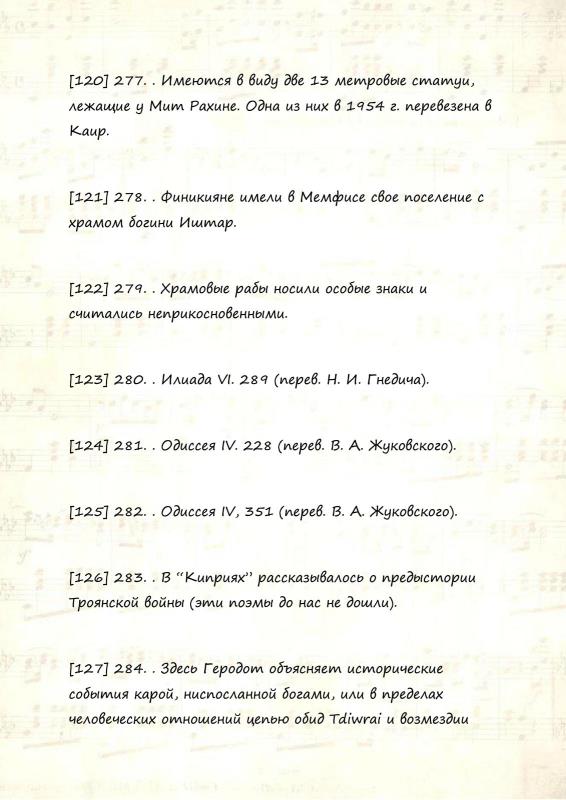 [120] 277. . Имеются в виду две 13 метровые статуи,
лежащие у Мит Рахине. Одна из них в 1954 г. перевезена в
Каир.
[121] 278. . Финикияне имели в Мемфисе свое поселение с
храмом богини Иштар.
[122] 279. . Храмовые рабы носили особые знаки и
считались неприкосновенными.
[123] 280. . Илиада VI. 289 (перев. Н. И. Гнедича).
[124] 281. . Одиссея IV. 228 (перев. В. А. Жуковского).
[125] 282. . Одиссея IV, 351 (перев. В. А. Жуковского).
[126] 283. . В “Киприях” рассказывалось о предыстории
Троянской войны (эти поэмы до нас не дошли).
[127] 284. . Здесь Геродот объясняет исторические
события карой, ниспосланной богами, или в пределах
человеческих отношений цепью обид Tdiwrai и возмездии